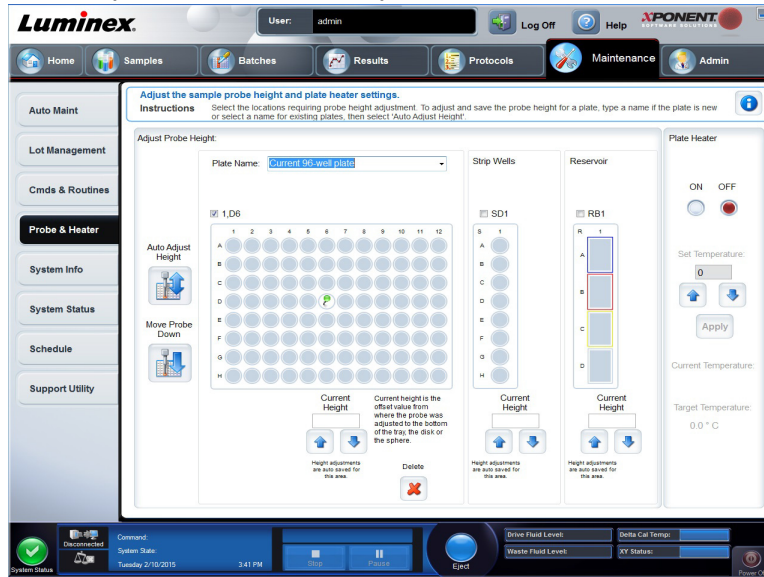 Luminex.
User: admin
Log Off
Help
XPONENT
SOFTWARE SOLUTIONS
Home
Samples
Batches
Results
Protocols
Maintenance
Admin
Auto Maint
Lot Management
Cmds & Routines
Probe & Heater
System Info
System Status
Schedule
Support Utility
Adjust the sample probe height and plate heater settings.
Instructions
Select the locations requiring probe height adjustment. To adjust and save the probe height for a plate, type a name if the plate is new
or select a name for existing plates, then select 'Auto Adjust Height'.
Adjust Probe Height:
Plate Name: Current 96-well plate
Strip Wells
Reservoir
Plate Heater
1,D6
SD1
RB1
ON OFF
Auto Adjust
Height
Move Probe
Down
1 2 3 4 5 6 7 8 9 10 11 12
A
B
C
D
E
F
G
H
S 1
A
B
C
D
E
F
G
H
R 1
A
B
C
D
Set Temperature:
0
Apply
Current Temperature:
Target Temperature:
0.0 ° C
Current
Height
Current height is the
offset value from
where the probe was
adjusted to the bottom
of the tray, the disk or
the sphere.
Height adjustments
are auto saved for
this area.
Delete
Current
Height
Height adjustments
are auto saved for
this area.
Current
Height
Height adjustments
are auto saved for
this area.
System Status
Disconnected
Command:
System State:
Tuesday 2/10/2015 3:41 PM
Stop
Pause
Eject
Drive Fluid Level:
Waste Fluid Level:
Delta Cal Temp:
XY Status: